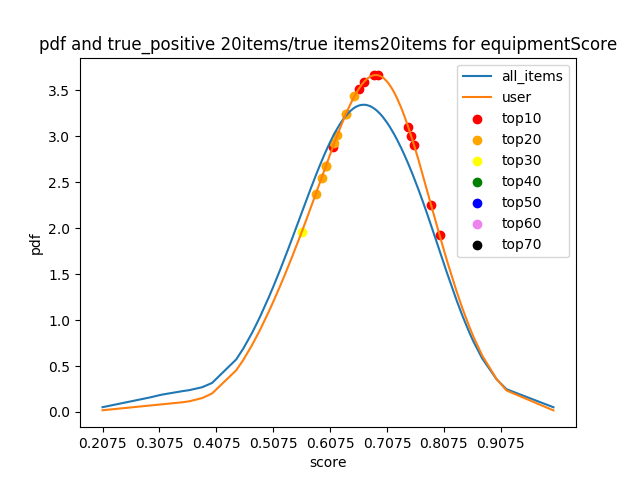 pdf and true_positive 20items/true items20items for equipmentScore
all_items
user
top10
top20
top30
top40
top50
top60
top70
3.5
3.0
2.5
2.0
1.5
1.0
0.5
0.0
pdf
0.2075 0.3075 0.4075 0.5075 0.6075 0.7075 0.8075 0.9075
score